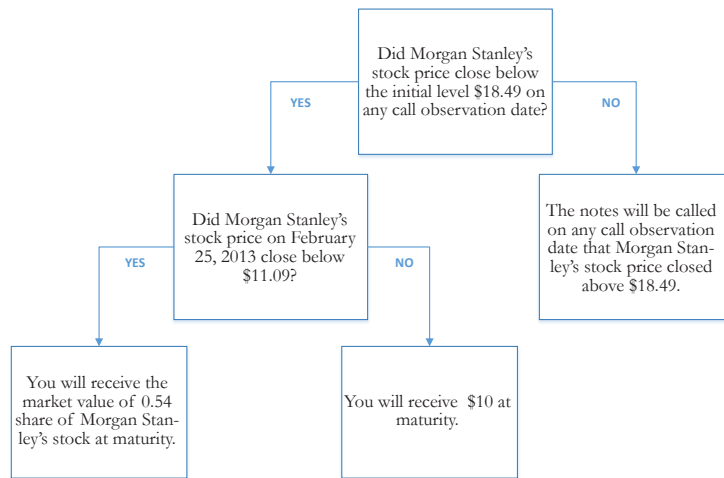 Did Morgan Stanley’s
stock price close below
the initial level $18.49 on
any call observation date?
YES
NO
Did Morgan Stanley’s
stock price on February
25, 2013 close below
$11.09?
The notes will be called
on any call observation
date that Morgan Stan-
ley’s stock price closed
above $18.49.
YES
NO
You will receive the
market value of 0.54
share of Morgan Stan-
ley’s stock at maturity.
You will receive $10 at
maturity.